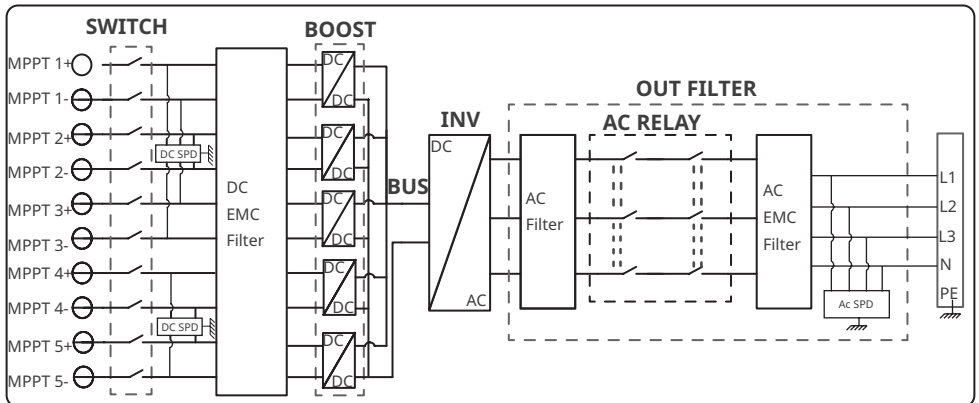 SWITCH
BOOST
MPPT 1+
MPPT 1-
MPPT 2+
MPPT 2-
MPPT 3+
MPPT 3-
MPPT 4+
MPPT 4-
MPPT 5+
MPPT 5-
DC SPD
DC SPD
DC
EMC
Filter
DC
DC
DC
DC
DC
DC
DC
DC
DC
DC
BUS
INV
DC
AC
OUT FILTER
AC RELAY
AC
Filter
AC
EMC
Filter
Ac SPD
L1
L2
L3
N
PE